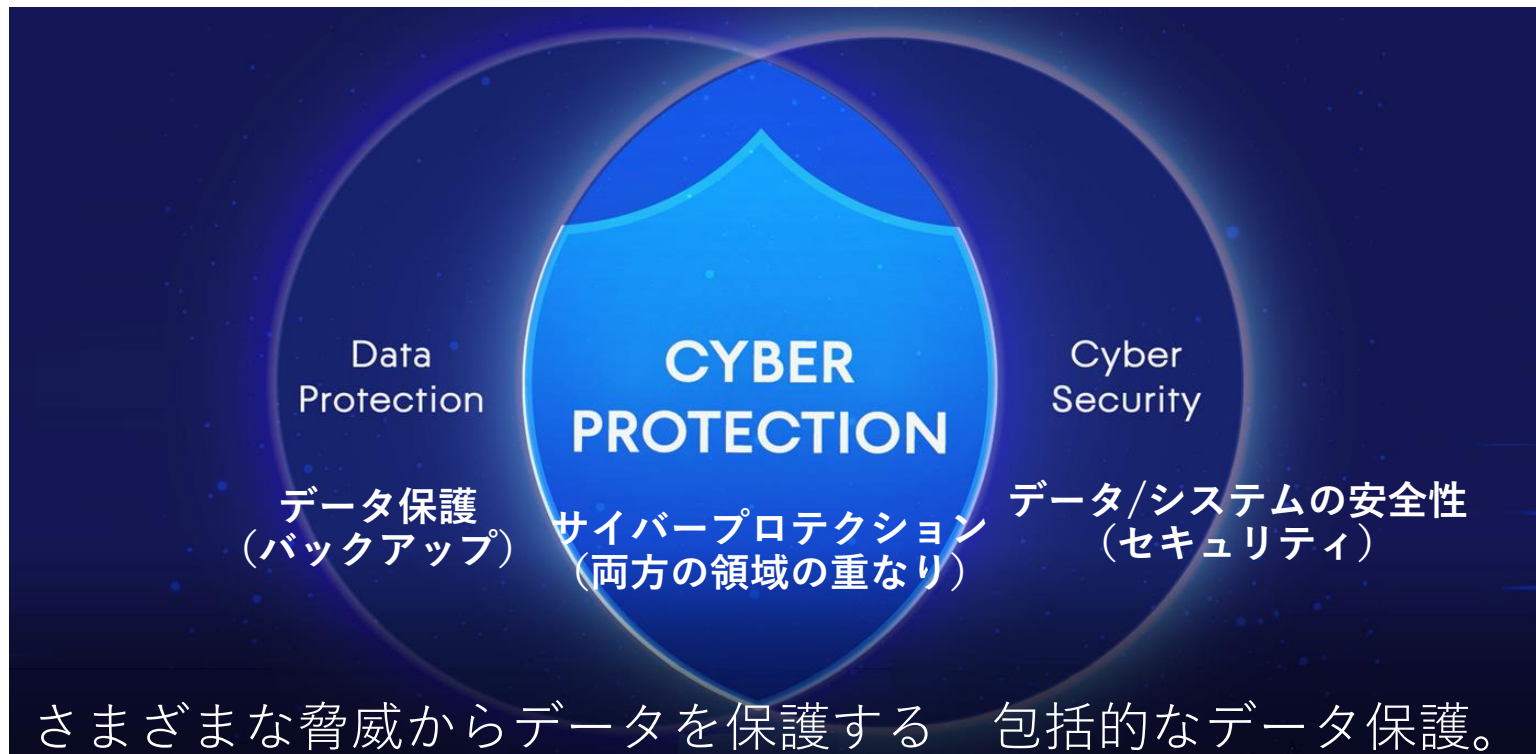 Data
Protection
データ保護
（バックアップ）
CYBER
PROTECTION
サイバープロテクション
（両方の領域の重なり）
Cyber
Security
データ/システムの安全性
（セキュリティ）
さまざまな脅威からデータを保護する　包括的なデータ保護。